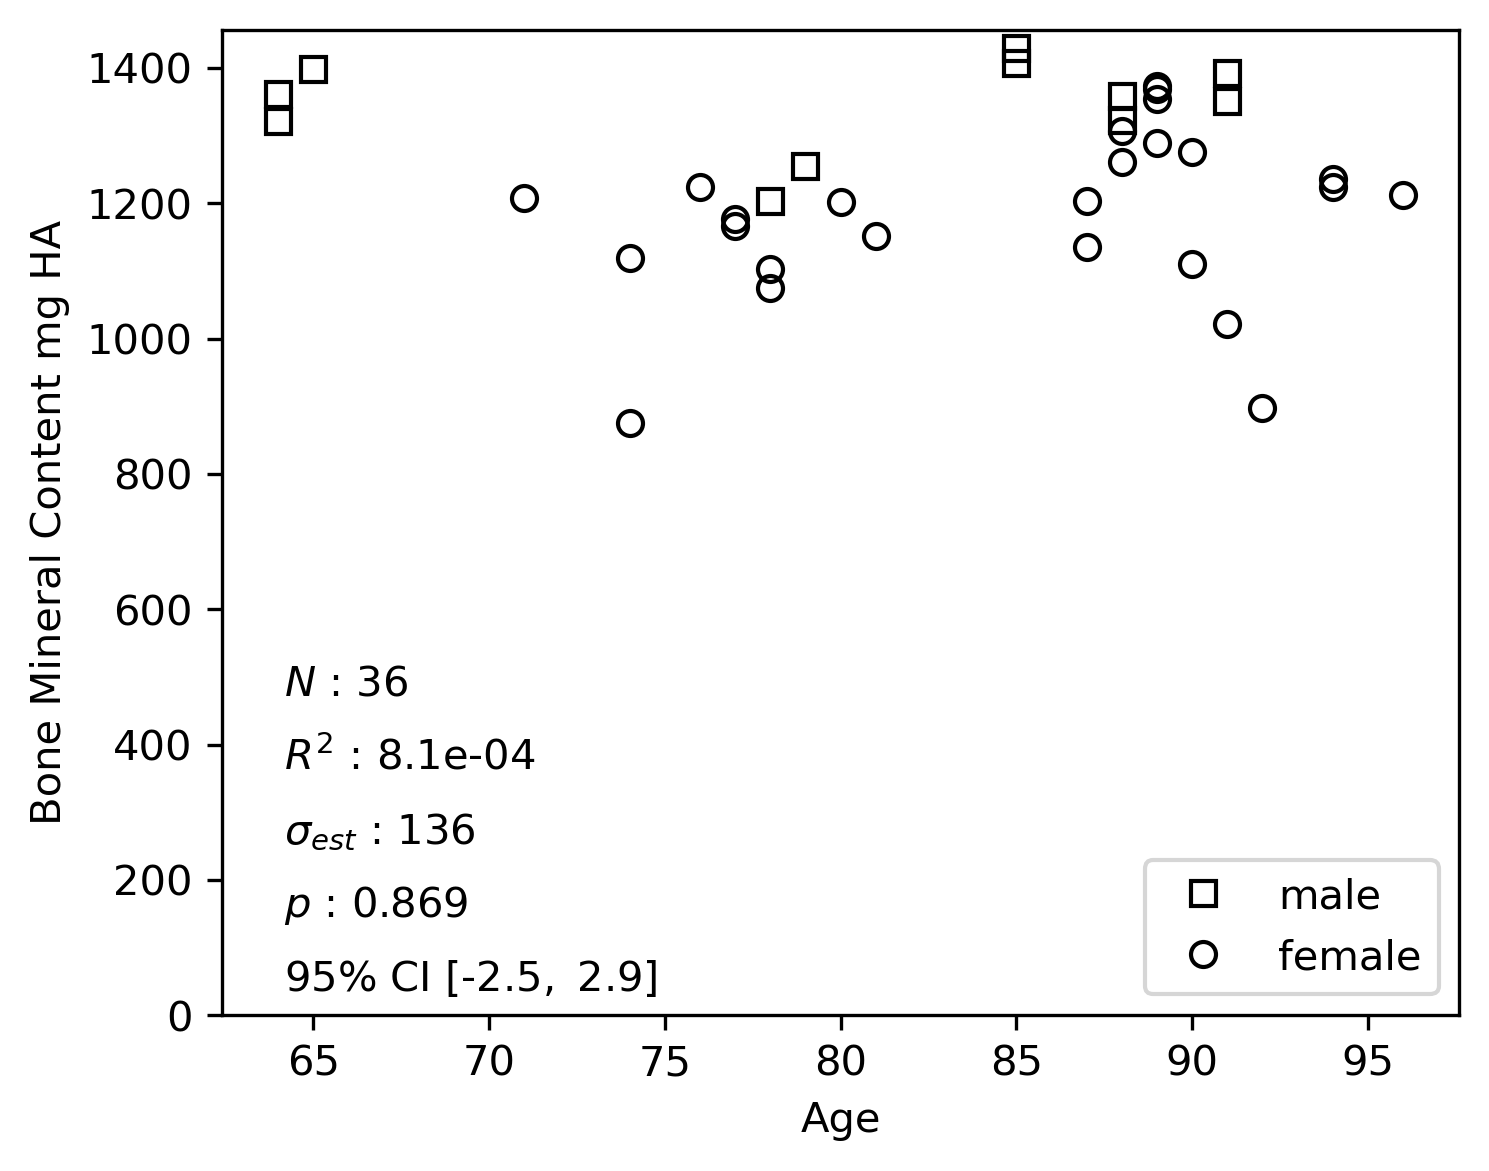 Bone Mineral Content mg HA
1400
1200
1000
800
600
400
200
0
N : 36
R² : 8.1e-04
σest : 136
p : 0.869
95% CI [-2.5, 2.9]
male
female
65 70 75 80 85 90 95
Age